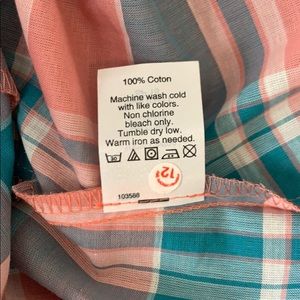 100% Coton
Machine wash cold
with like colors.
Non chlorine
bleach only.
Tumble dry low.
Warm iron as needed.
103588